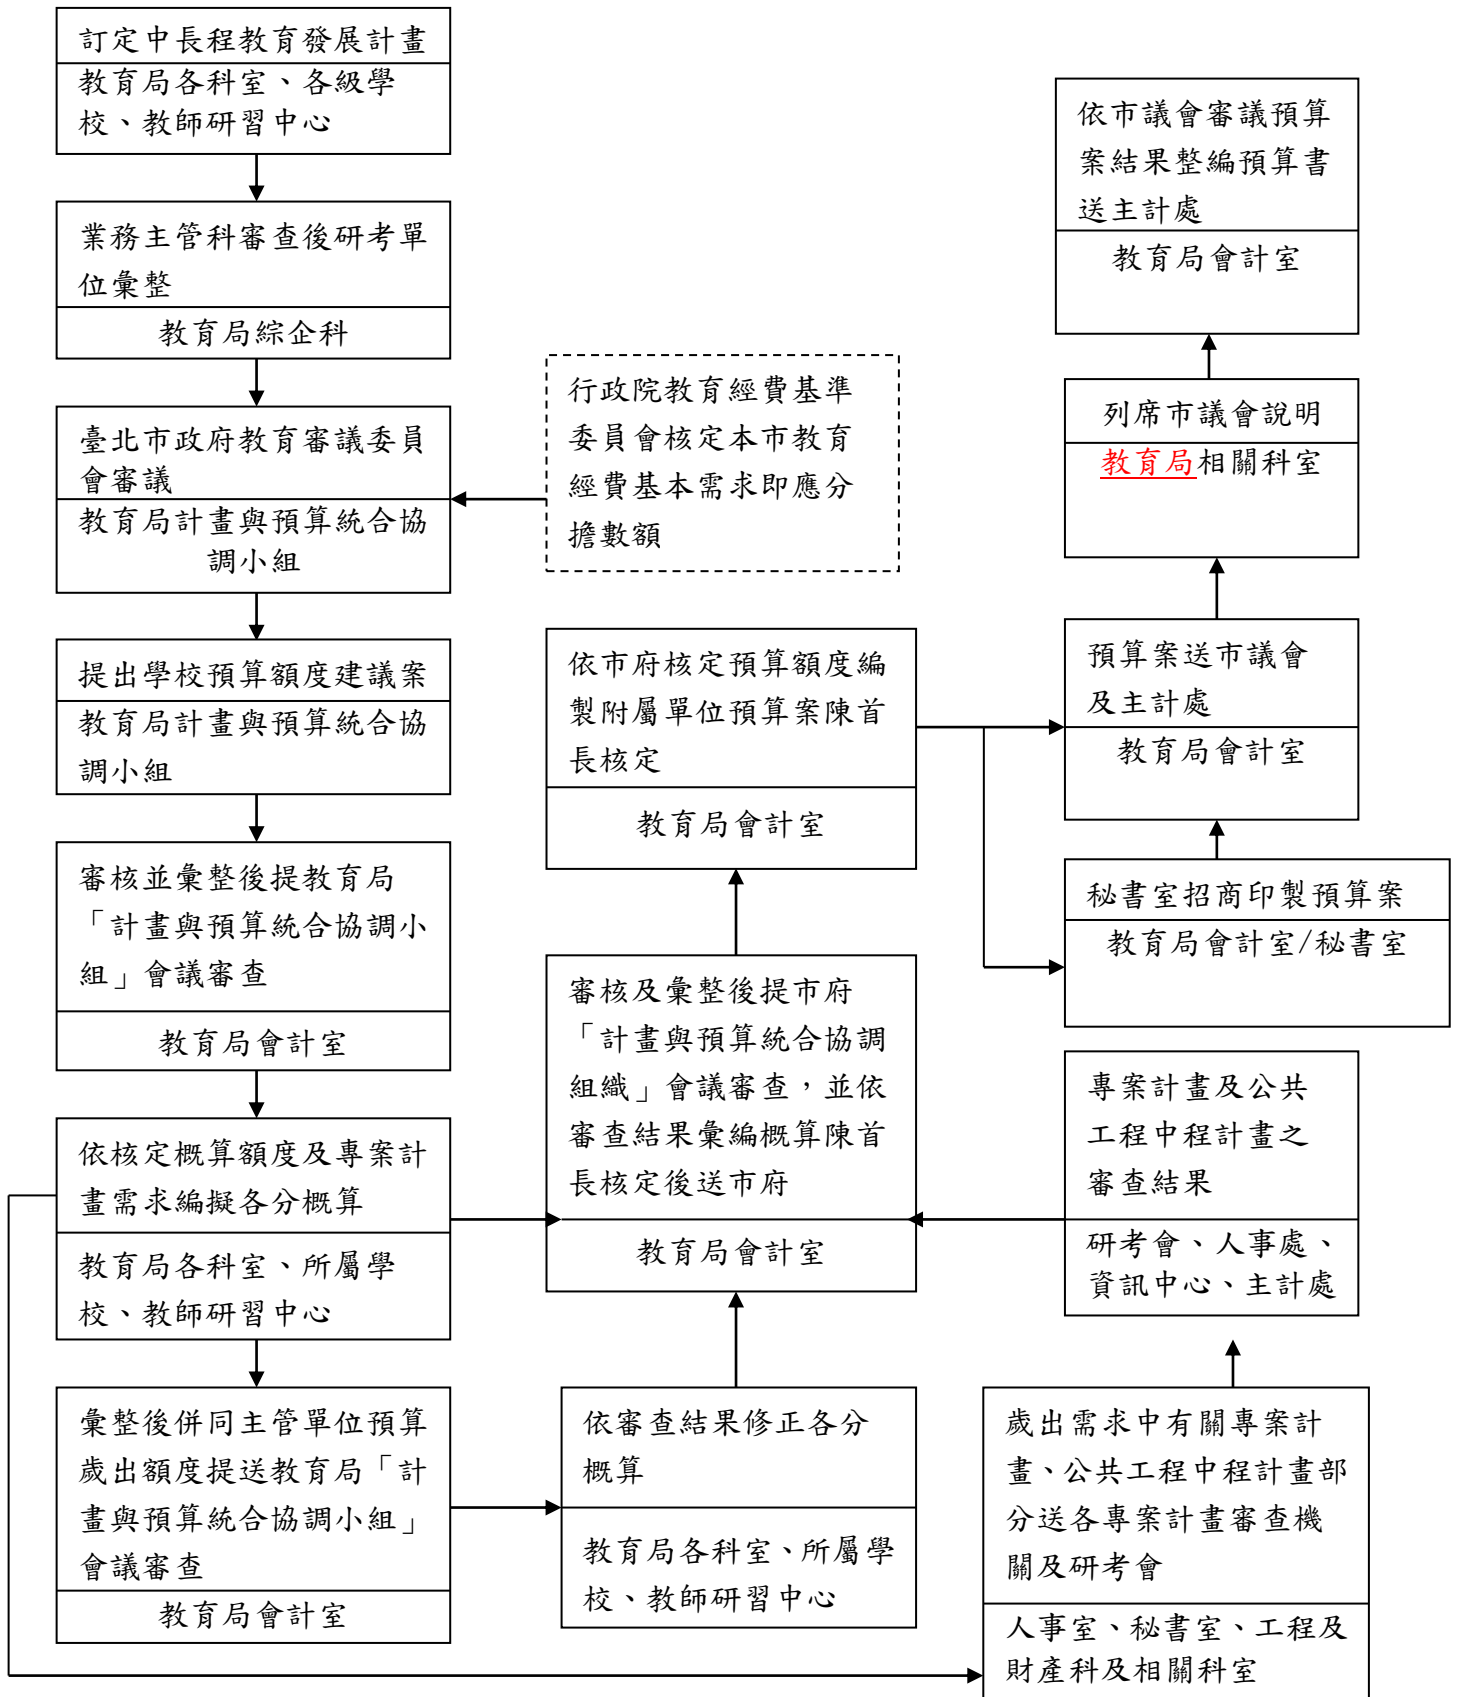 訂定中長程教育發展計畫
教育局各科室、各級學
校、教師研習中心
業務主管科審查後研考單
位彙整
教育局綜企科
臺北市政府教育審議委員
會審議
教育局計畫與預算統合協
調小組
提出學校預算額度建議案
教育局計畫與預算統合協
調小組
審核並彙整後提教育局
「計畫與預算統合協調小
組」會議審查
教育局會計室
依核定概算額度及專案計
畫需求編擬各分概算
教育局各科室、所屬學
校、教師研習中心
彙整後併同主管單位預算
歲出額度提送教育局「計
畫與預算統合協調小組」
會議審查
教育局會計室
行政院教育經費基準
委員會核定本市教育
經費基本需求即應分
擔數額
依市府核定預算額度編
製附屬單位預算案陳首
長核定
教育局會計室
審核及彙整後提市府
「計畫與預算統合協調
組織」會議審查，並依
審查結果彙編概算陳首
長核定後送市府
教育局會計室
依審查結果修正各分
概算
教育局各科室、所屬學
校、教師研習中心
依市議會審議預算
案結果整編預算書
送主計處
教育局會計室
列席市議會說明
教育局相關科室
預算案送市議會
及主計處
教育局會計室
秘書室招商印製預算案
教育局會計室/秘書室
專案計畫及公共
工程中程計畫之
審查結果
研考會、人事處、
資訊中心、主計處
歲出需求中有關專案計
畫、公共工程中程計畫部
分送各專案計畫審查機
關及研考會
人事室、秘書室、工程及
財產科及相關科室